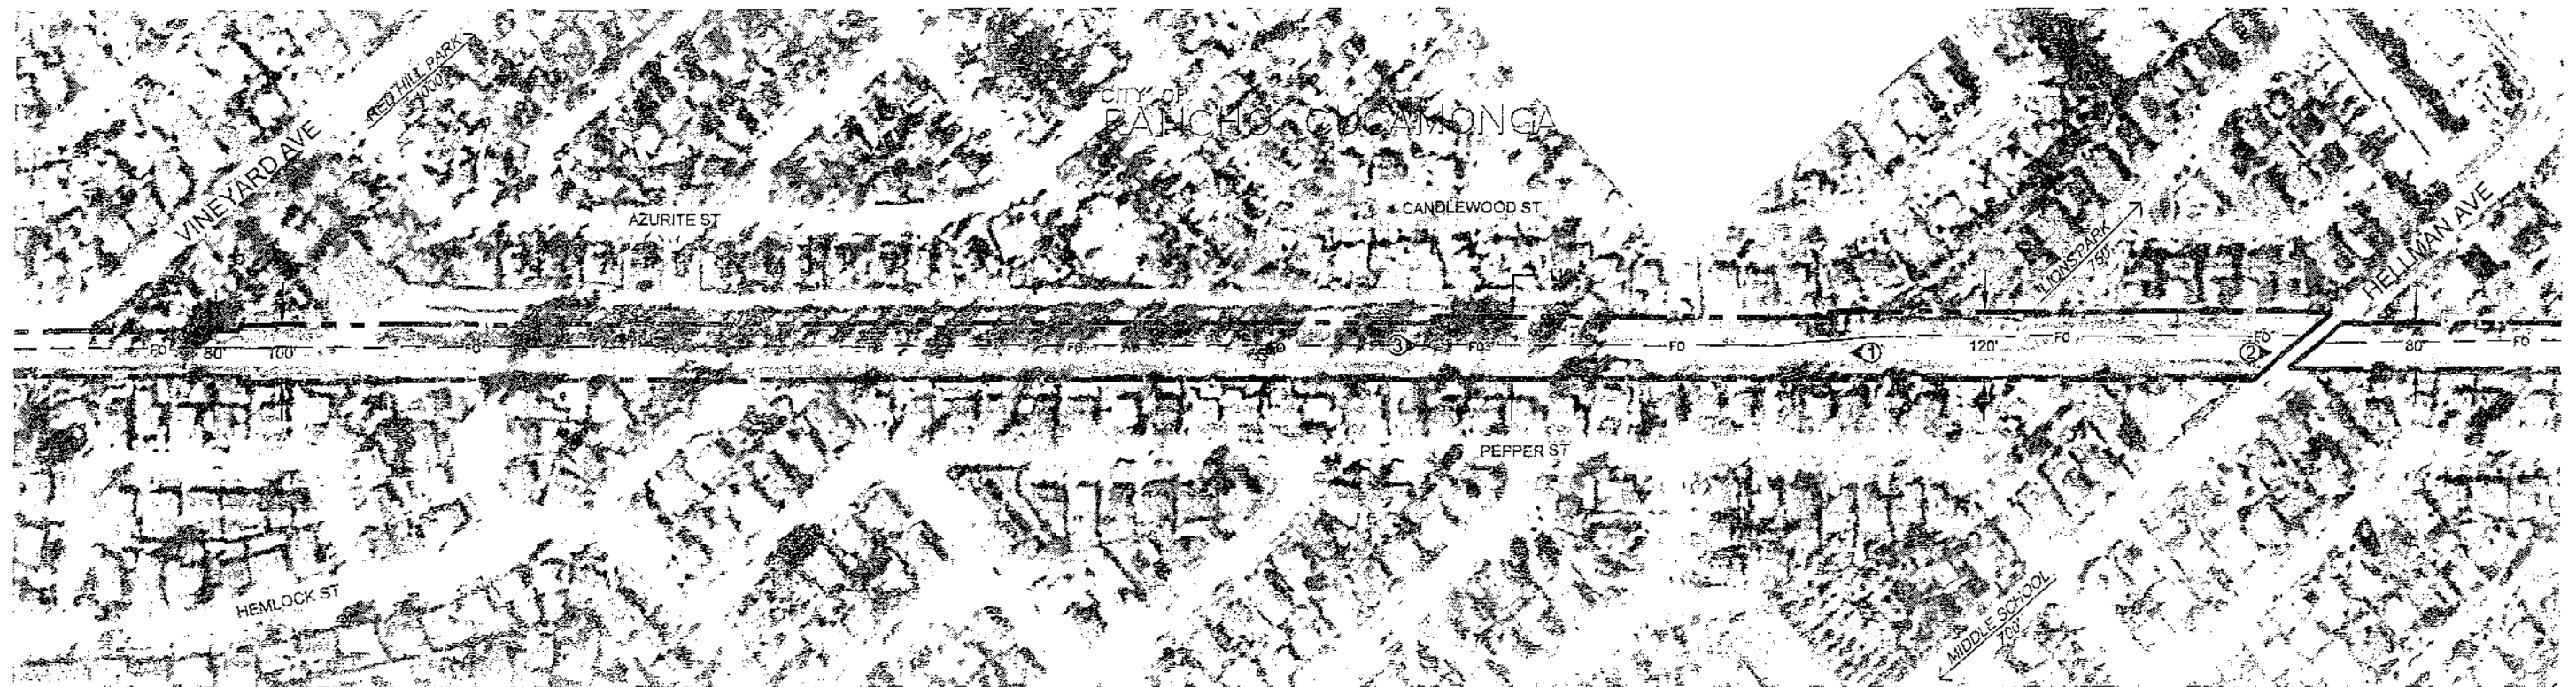 RED HILL PARK
1000'
CITY OF
RANCHO CUCAMONGA
VINEYARD AVE
AZURITE ST
CANDLEWOOD ST
LIONS PARK
750'
HELLMAN AVE
FO
80'
100'
FO
FO
3
FO
FO
1
120'
FO
2
FO
80'
FO
PEPPER ST
HEMLOCK ST
MIDDLE SCHOOL
700'